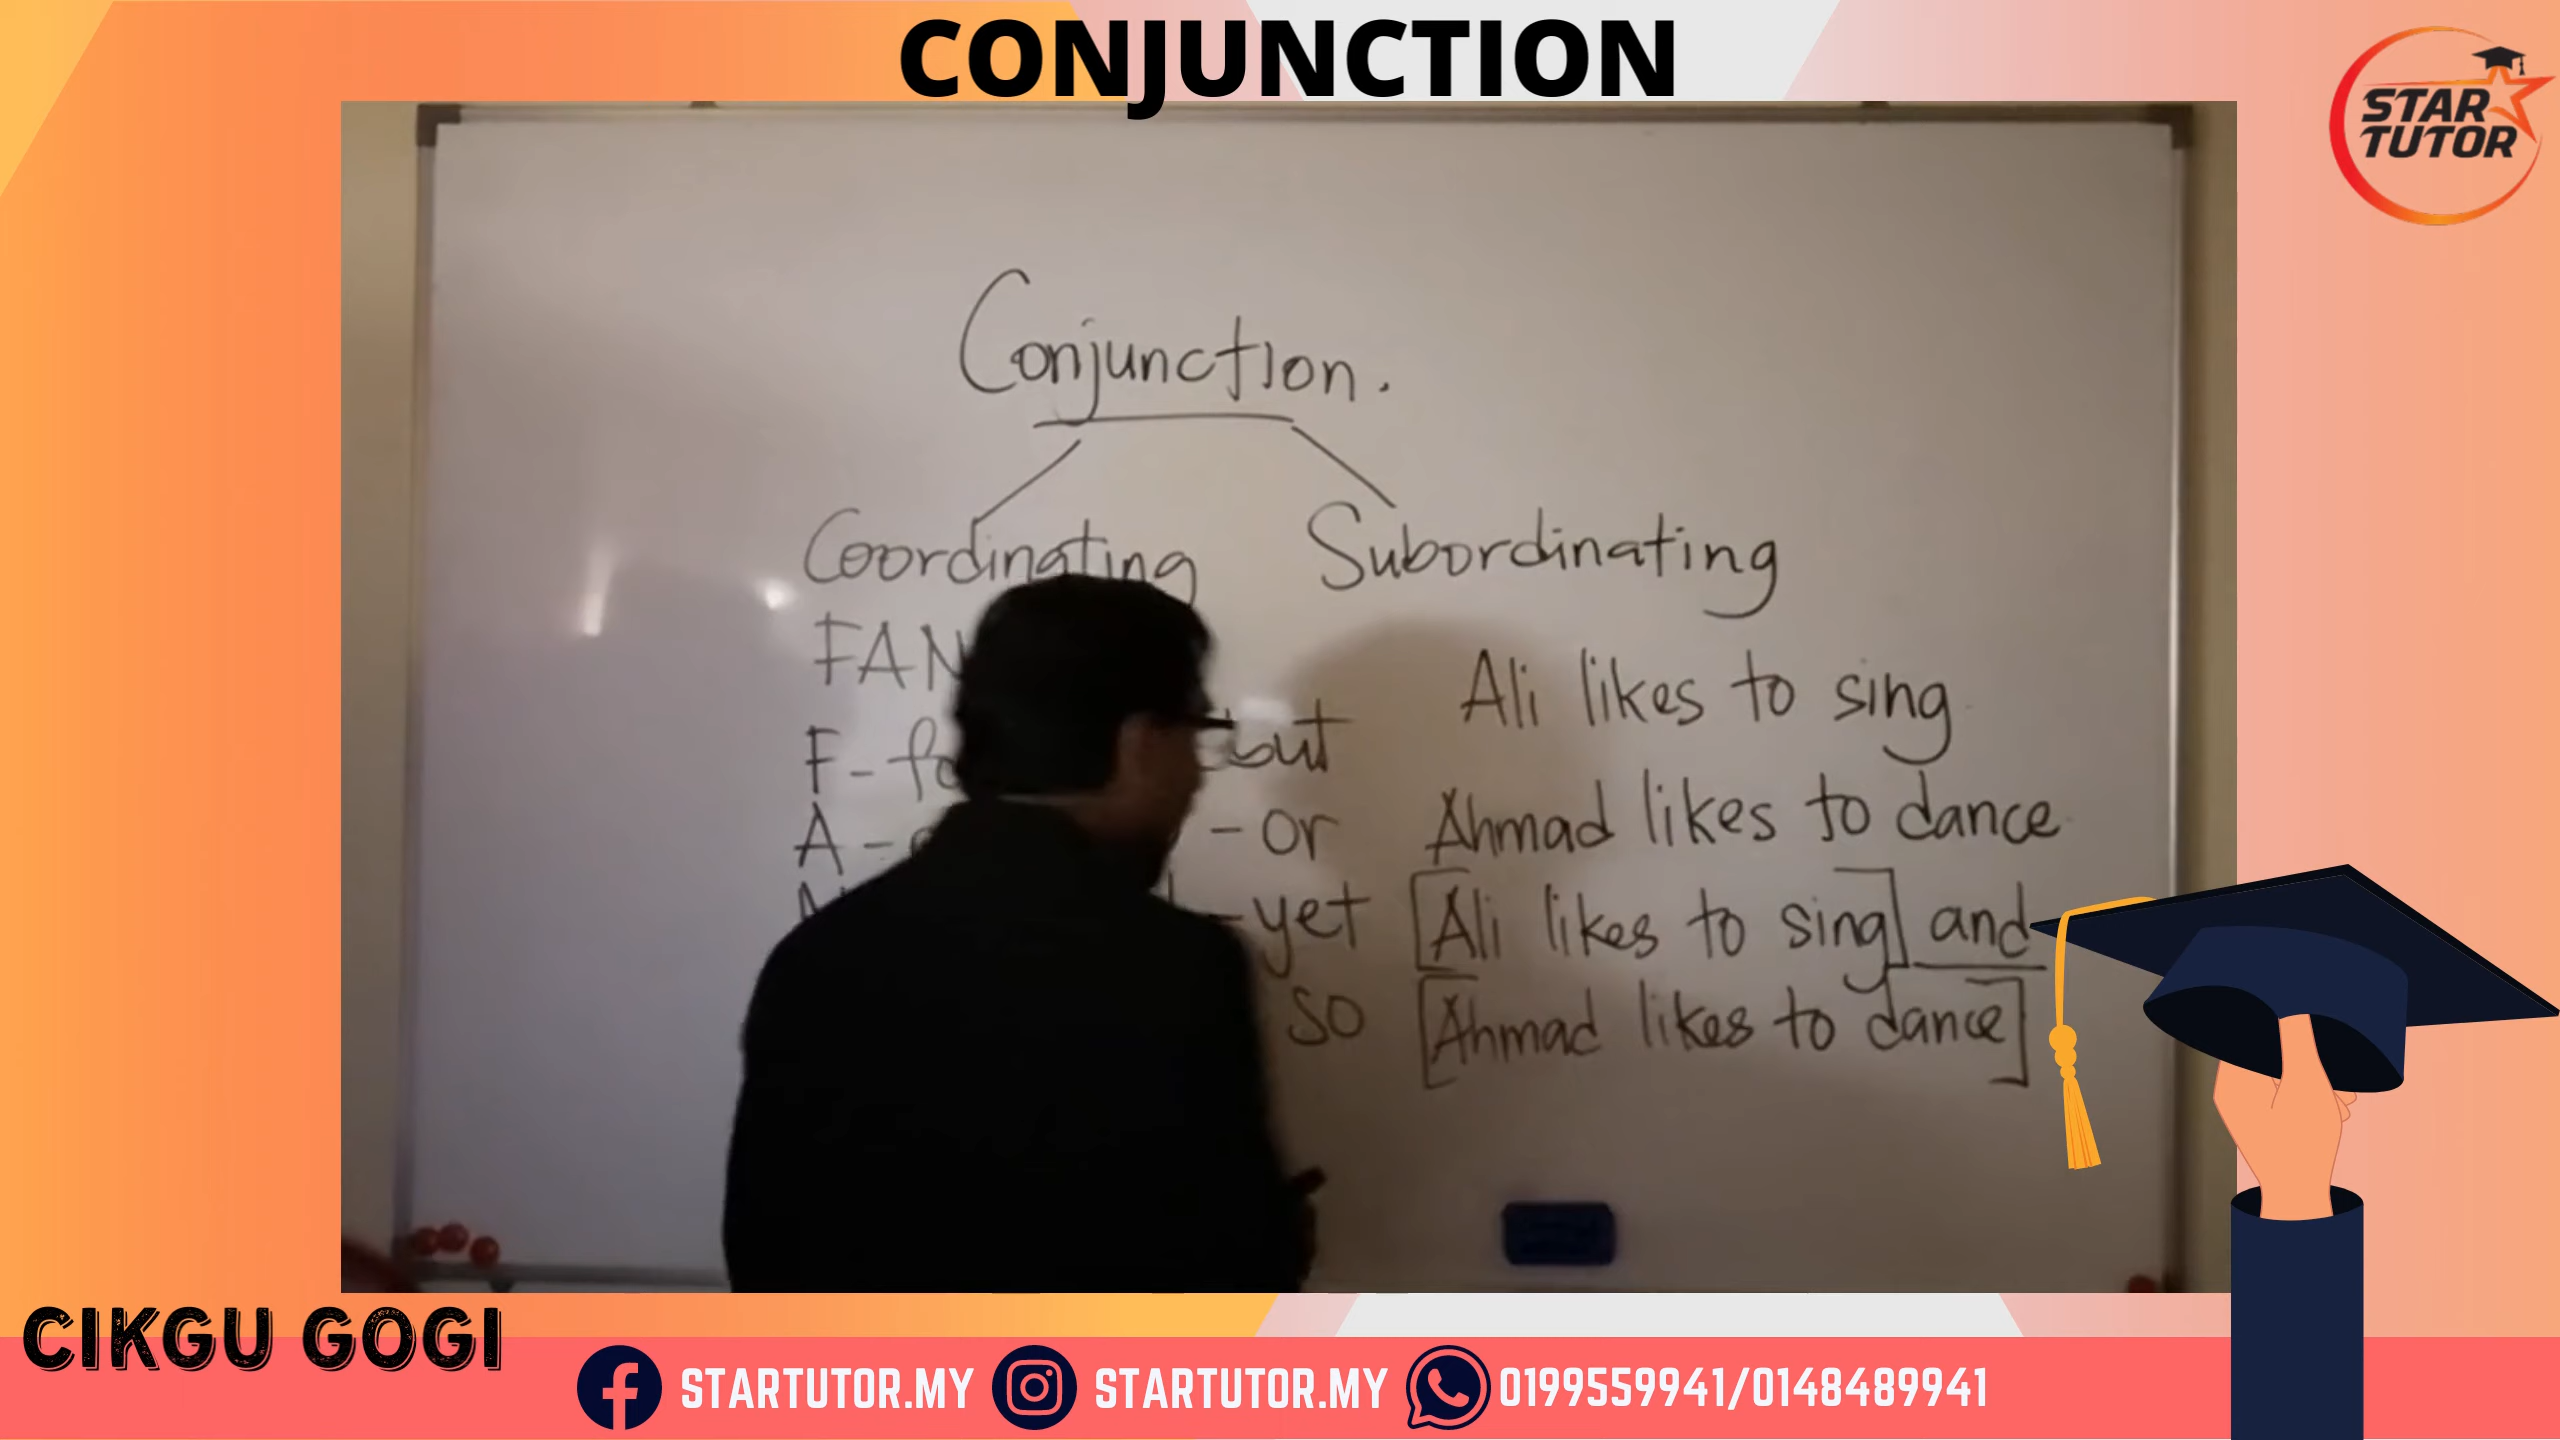 CONJUNCTION
STAR
TUTOR
Conjunction.
Coordinating Subordinating
FAN
Ali likes to sing
F- but
Ahmad likes to dance
A- - or
-yet [Ali likes to sing] and
so [Ahmad likes to dance]
CIKGU GOGI
STARTUTOR.MY STARTUTOR.MY 0199559941/0148489941